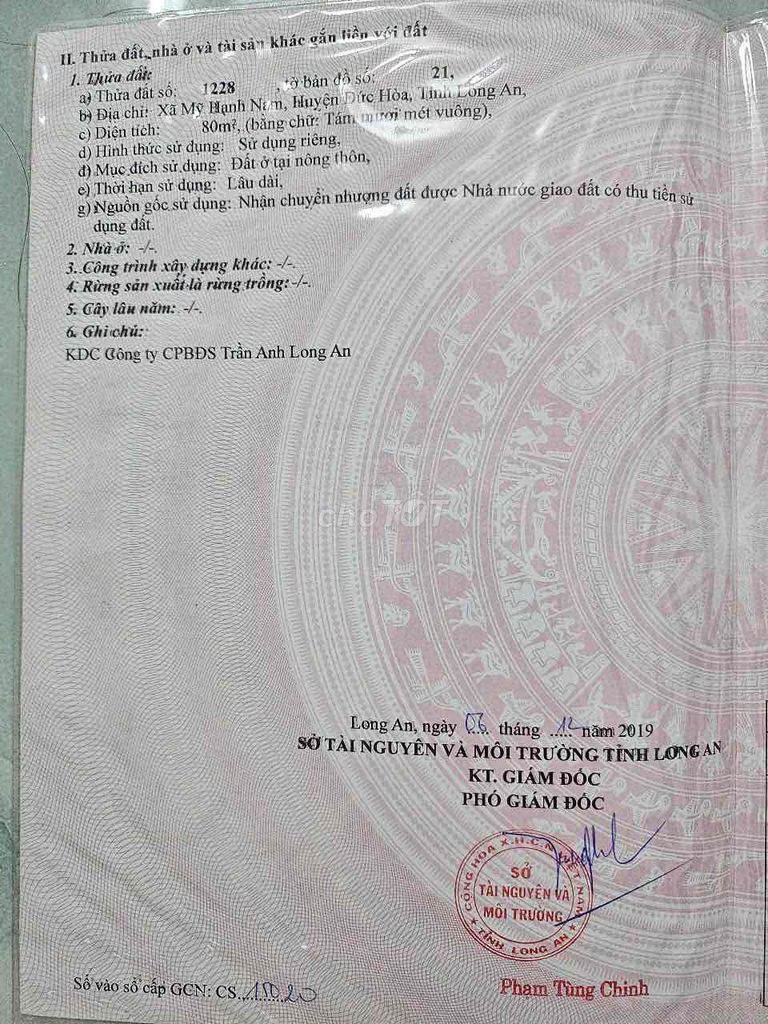 II. Thửa đất, nhà ở và tài sản khác gắn liền với đất
1. Thửa đất:
a) Thửa đất số: 1228 , tờ bản đồ số: 21,
b) Địa chỉ: Xã Mỹ Hạnh Nam, Huyện Đức Hòa, Tỉnh Long An,
c) Diện tích: 80m², (bằng chữ: Tám mươi mét vuông),
d) Hình thức sử dụng: Sử dụng riêng,
đ) Mục đích sử dụng: Đất ở tại nông thôn,
e) Thời hạn sử dụng: Lâu dài,
g) Nguồn gốc sử dụng: Nhận chuyển nhượng đất được Nhà nước giao đất có thu tiền sử
dụng đất.
2. Nhà ở: -/-.
3. Công trình xây dựng khác: -/-.
4. Rừng sản xuất là rừng trồng: -/-.
5. Cây lâu năm: -/-.
6. Ghi chú:
KDC Công ty CPBĐS Trần Anh Long An
choTỐT
Long An, ngày 06 tháng 12 năm 2019
SỞ TÀI NGUYÊN VÀ MÔI TRƯỜNG TỈNH LONG AN
KT. GIÁM ĐỐC
PHÓ GIÁM ĐỐC
CỘNG HÒA X.H.C.N VIỆT NAM
SỞ
TÀI NGUYÊN VÀ
MÔI TRƯỜNG
TỈNH LONG AN
Phạm Tùng Chinh
Số vào sổ cấp GCN: CS 15020